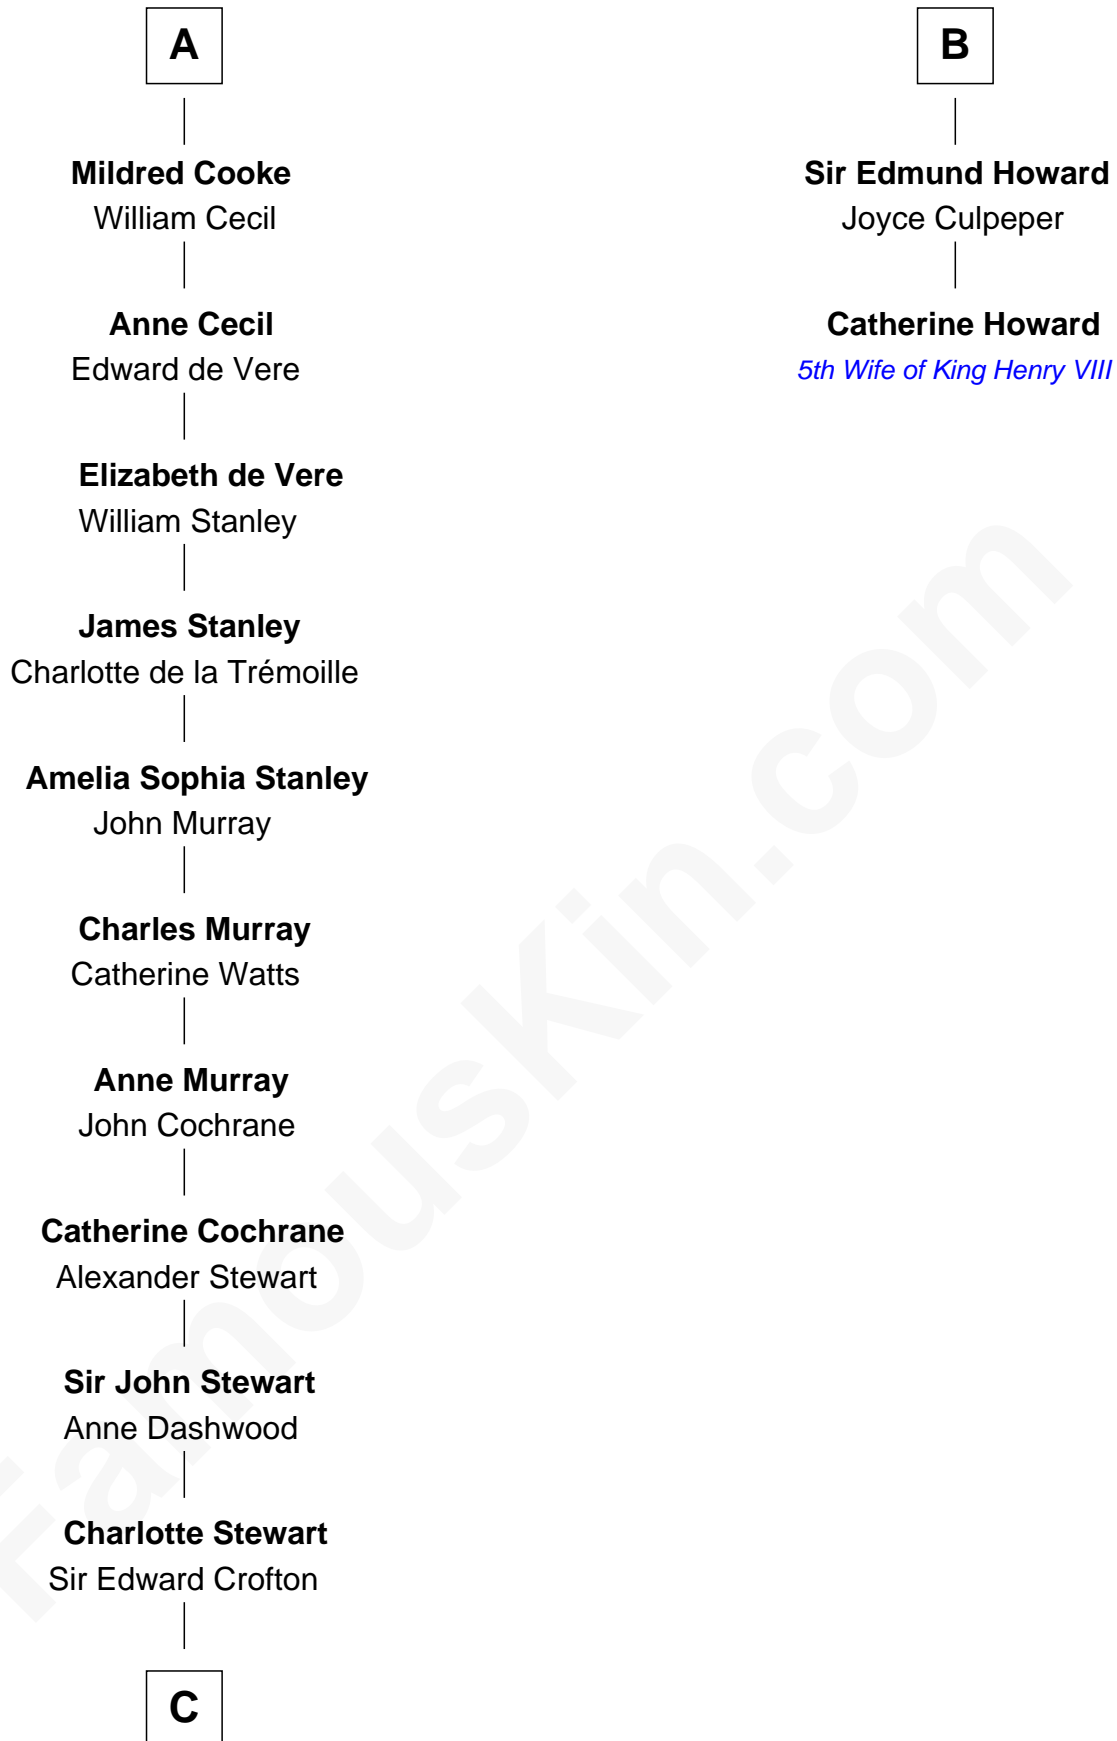 A
Mildred Cooke
William Cecil
Anne Cecil
Edward de Vere
Elizabeth de Vere
William Stanley
James Stanley
Charlotte de la Trémoille
Amelia Sophia Stanley
John Murray
Charles Murray
Catherine Watts
Anne Murray
John Cochrane
Catherine Cochrane
Alexander Stewart
Sir John Stewart
Anne Dashwood
Charlotte Stewart
Sir Edward Crofton
C
B
Sir Edmund Howard
Joyce Culpeper
Catherine Howard
5th Wife of King Henry VIII
FamousKin.com